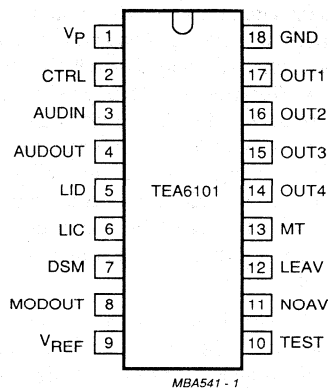 VP 1 18 GND
CTRL 2 17 OUT1
AUDIN 3 16 OUT2
AUDOUT 4 15 OUT3
LID 5 TEA6101 14 OUT4
LIC 6 13 MT
DSM 7 12 LEAV
MODOUT 8 11 NOAV
VREF 9 10 TEST
MBA541 - 1